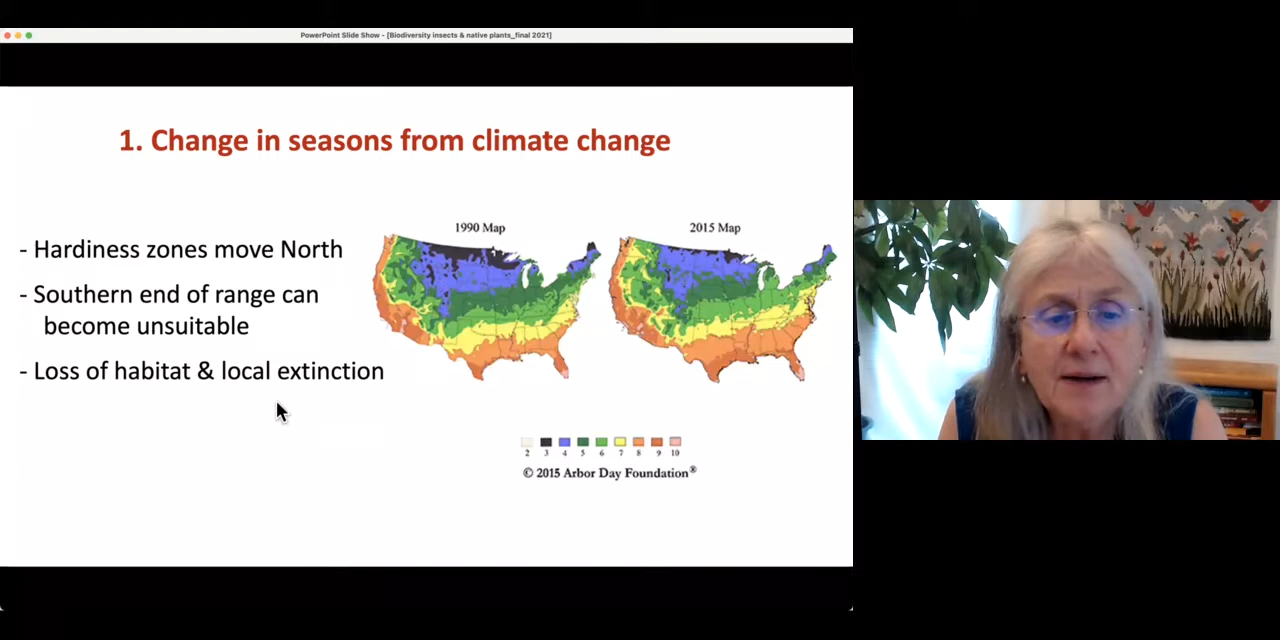 PowerPoint Slide Show - [Biodiversity insects & native plants_final 2021]
1. Change in seasons from climate change
- Hardiness zones move North
- Southern end of range can
become unsuitable
- Loss of habitat & local extinction
1990 Map
2015 Map
2 3 4 5 6 7 8 9 10
© 2015 Arbor Day Foundation®